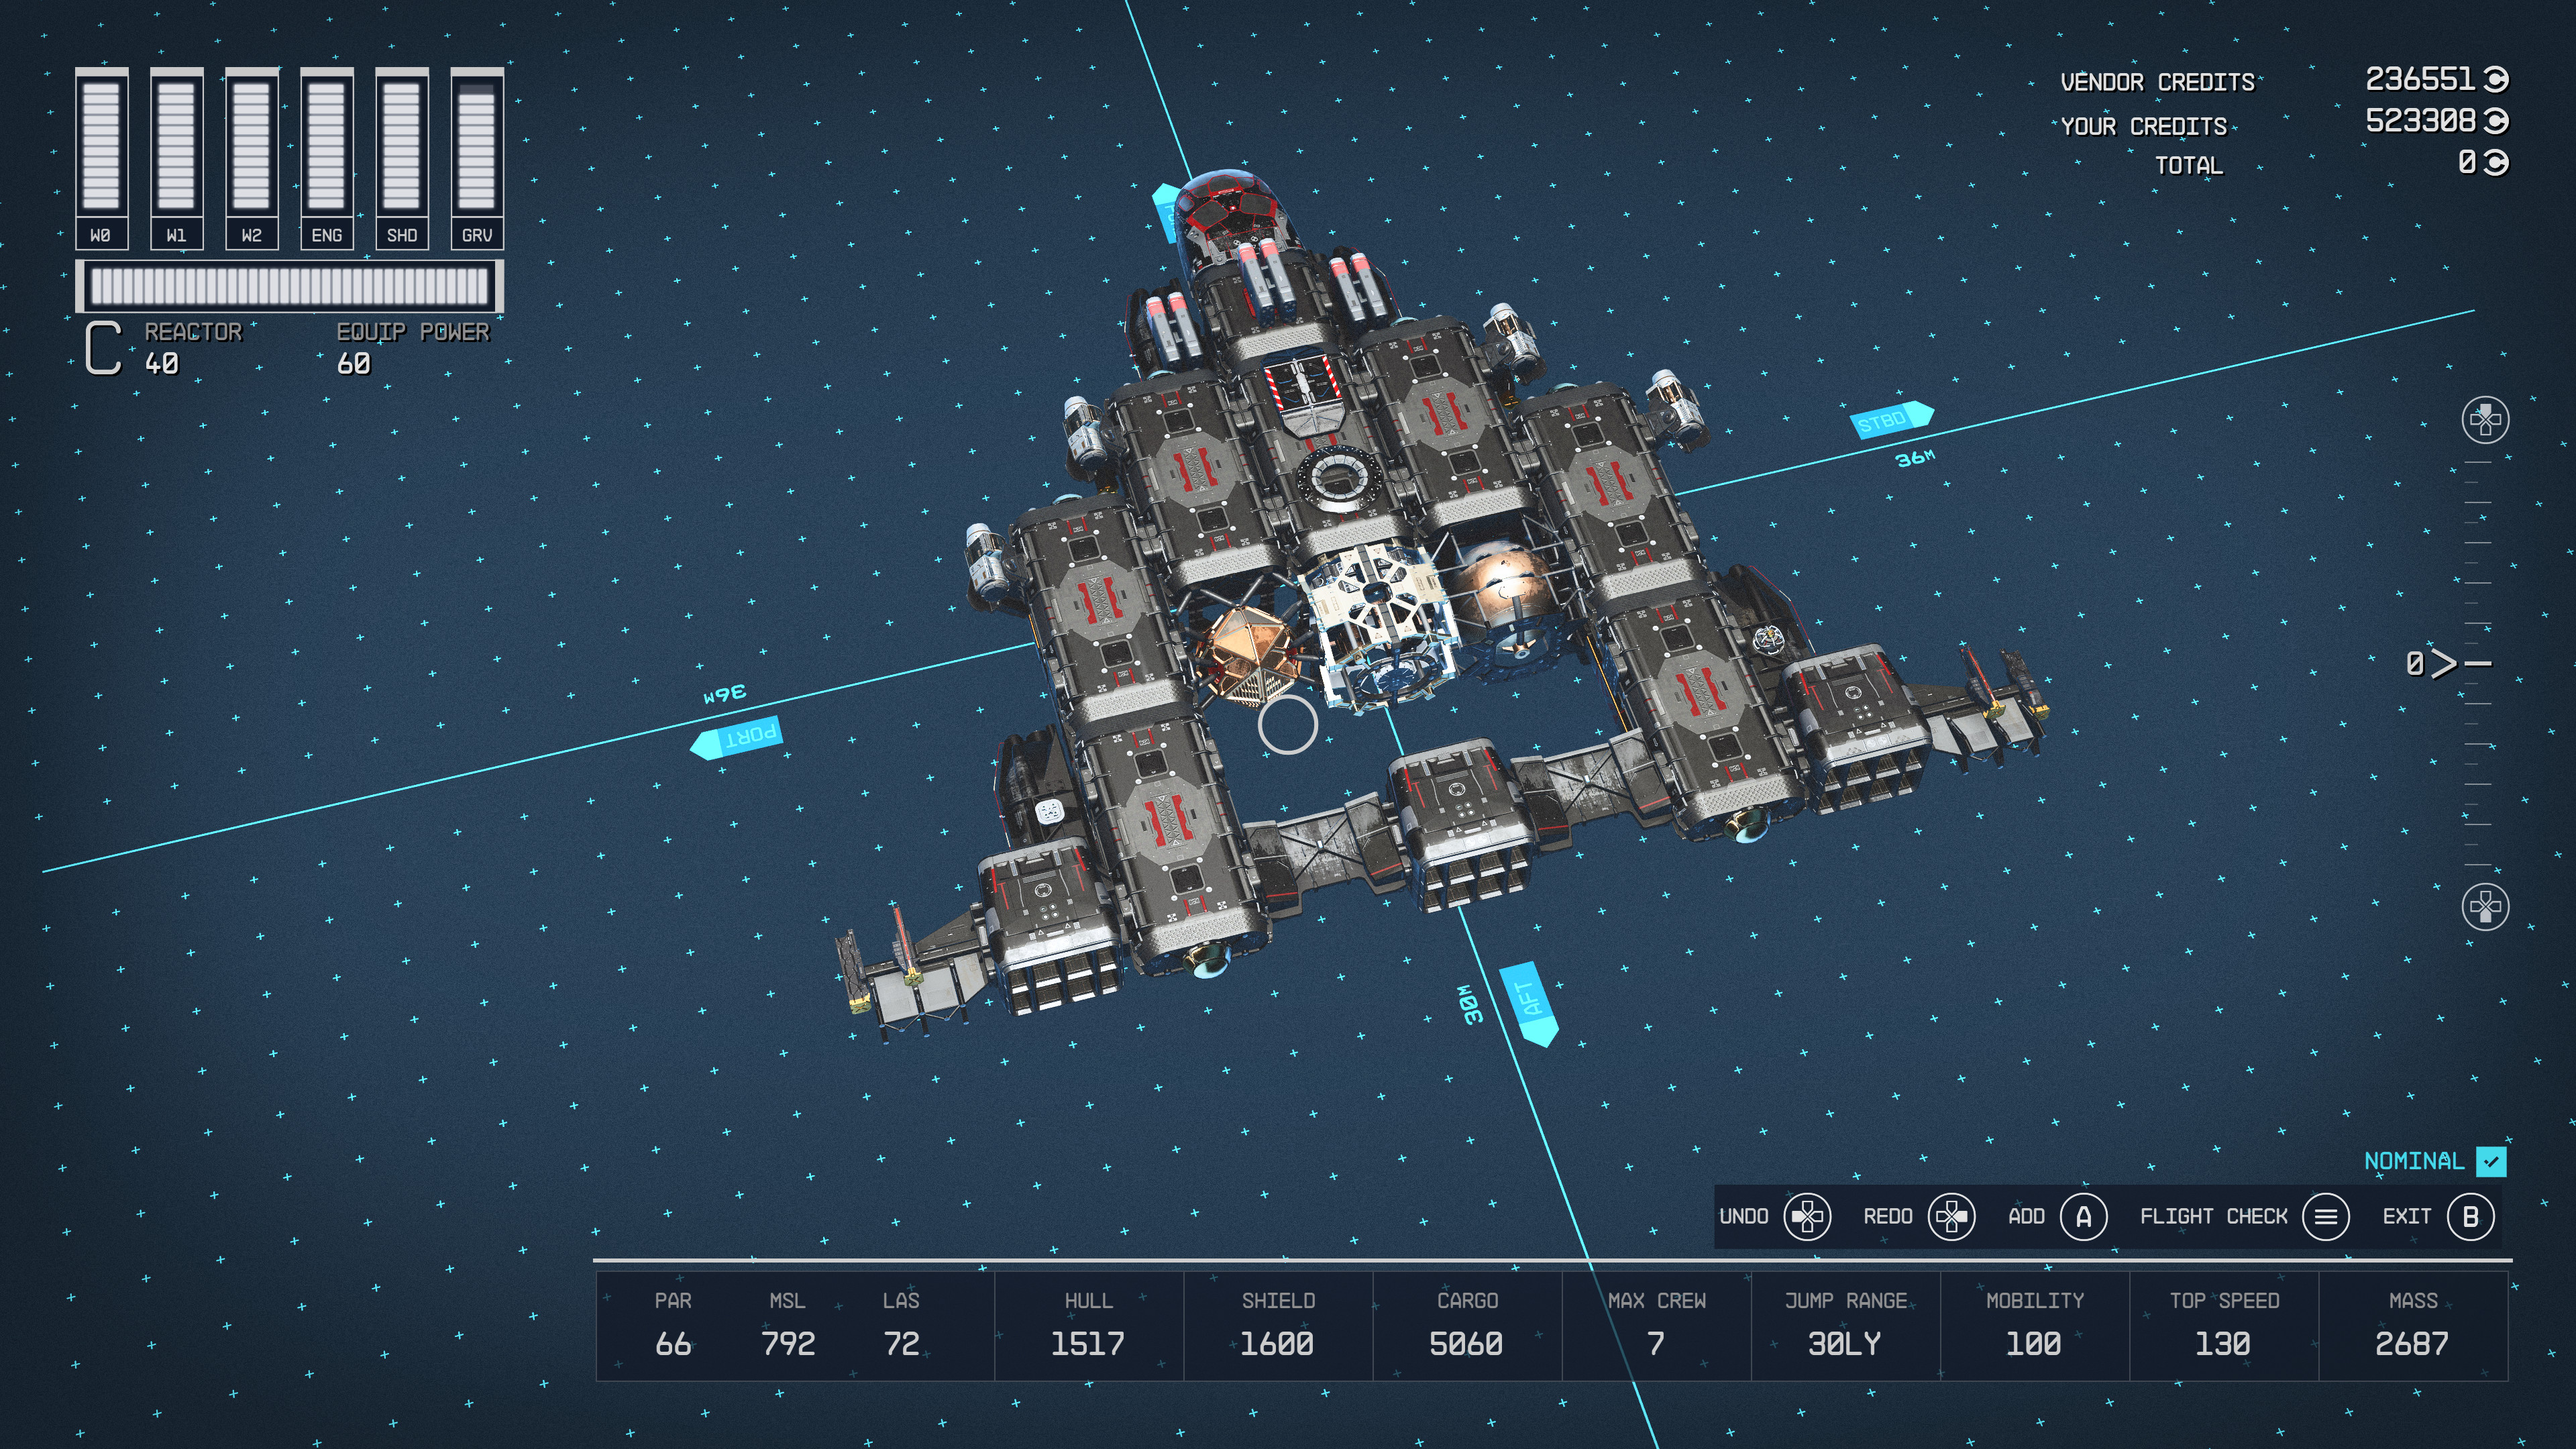 VENDOR CREDITS 236551
YOUR CREDITS 523308
TOTAL 0
W0 W1 W2 ENG SHD GRV
C REACTOR EQUIP POWER
40 60
STBD
36M
0
36M
PORT
30M
AFT
NOMINAL
UNDO REDO ADD A FLIGHT CHECK EXIT B
PAR MSL LAS HULL SHIELD CARGO MAX CREW JUMP RANGE MOBILITY TOP SPEED MASS
66 792 72 1517 1600 5060 7 30LY 100 130 2687